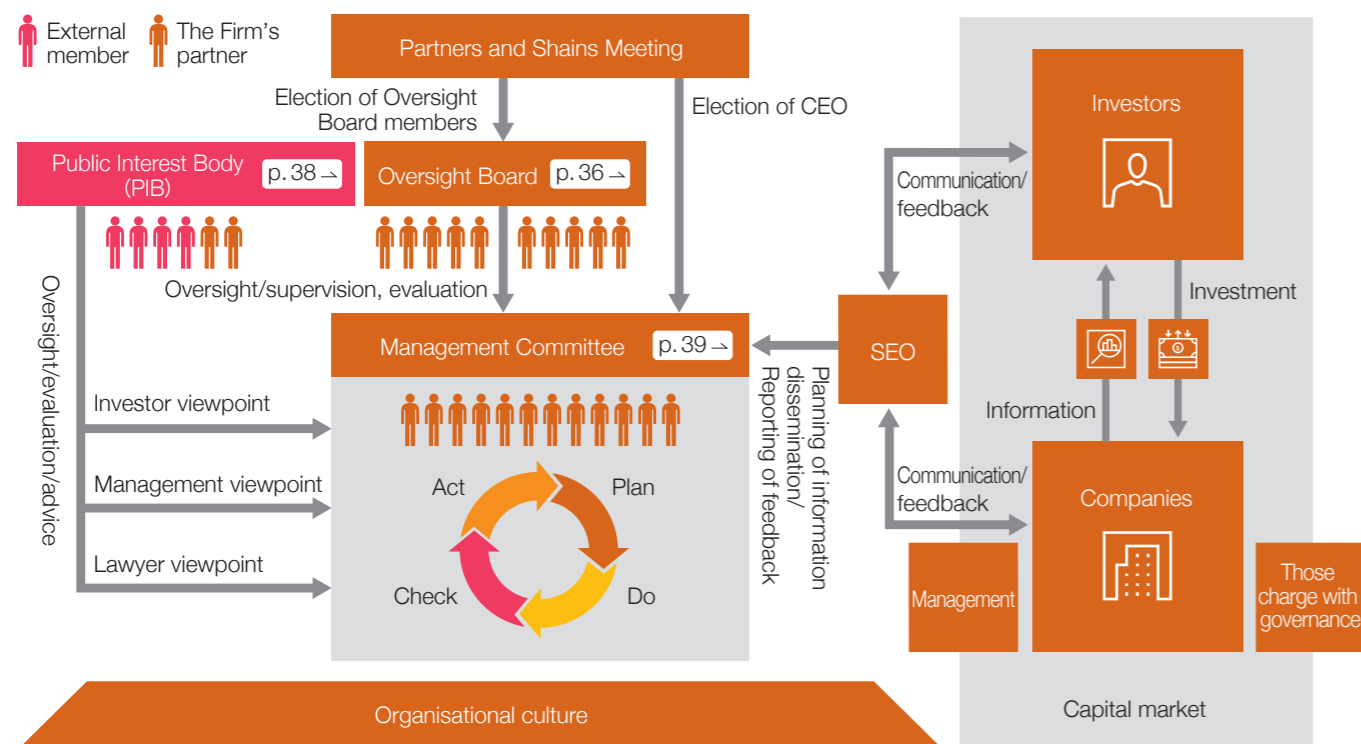 External
member
The Firm's
partner
Partners and Shains Meeting
Election of Oversight
Board members
Election of CEO
Public Interest Body
(PIB)
p. 38→
Oversight Board
p. 36→
Oversight/supervision, evaluation
Oversight/evaluation/advice
Management Committee
p. 39→
Investor viewpoint
Management viewpoint
Lawyer viewpoint
Act
Plan
Check
Do
Organisational culture
SEO
Planning of information
dissemination/
Reporting of feedback
Communication/
feedback
Communication/
feedback
Investors
Investment
Information
$
Companies
Management
Those
charge with
governance
Capital market